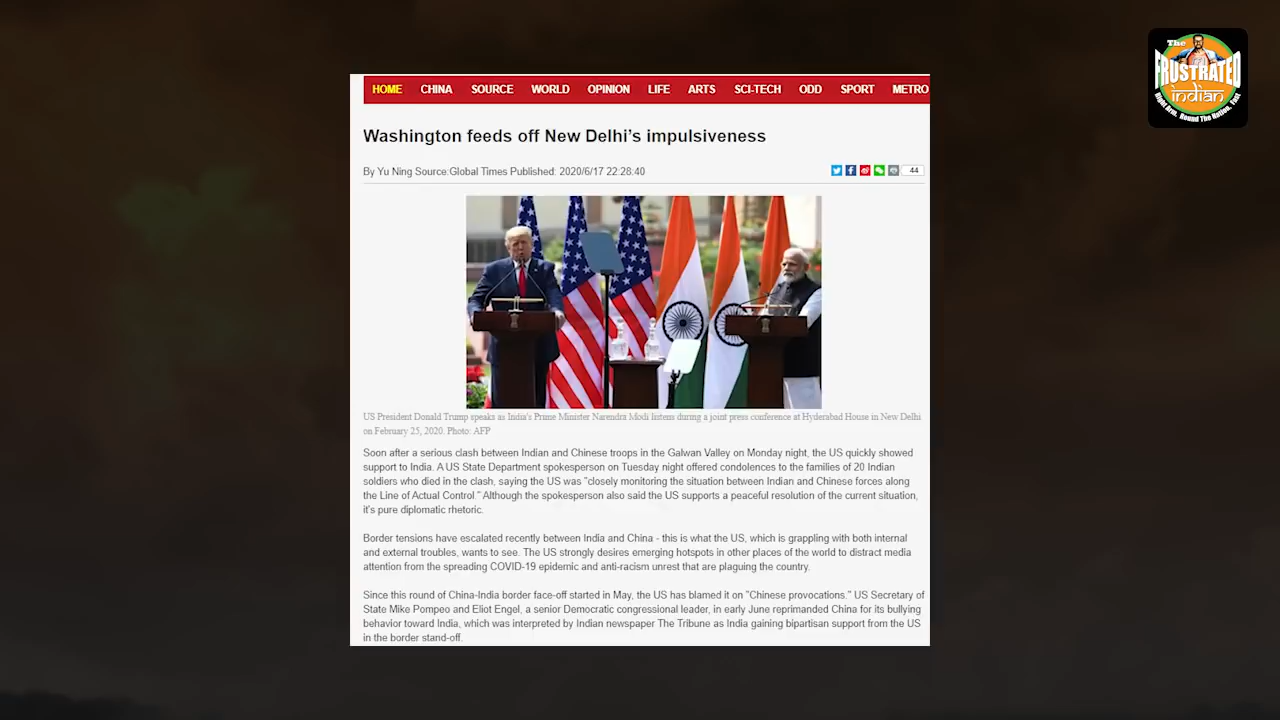 The
FRUSTRATED
indian
Right Arm. Round The Nation. Fast
HOME CHINA SOURCE WORLD OPINION LIFE ARTS SCI-TECH ODD SPORT METRO
Washington feeds off New Delhi's impulsiveness
By Yu Ning Source:Global Times Published: 2020/6/17 22:28:40
44
US President Donald Trump speaks as India's Prime Minister Narendra Modi listens during a joint press conference at Hyderabad House in New Delhi
on February 25, 2020. Photo: AFP
Soon after a serious clash between Indian and Chinese troops in the Galwan Valley on Monday night, the US quickly showed
support to India. A US State Department spokesperson on Tuesday night offered condolences to the families of 20 Indian
soldiers who died in the clash, saying the US was "closely monitoring the situation between Indian and Chinese forces along
the Line of Actual Control." Although the spokesperson also said the US supports a peaceful resolution of the current situation,
it's pure diplomatic rhetoric.
Border tensions have escalated recently between India and China - this is what the US, which is grappling with both internal
and external troubles, wants to see. The US strongly desires emerging hotspots in other places of the world to distract media
attention from the spreading COVID-19 epidemic and anti-racism unrest that are plaguing the country.
Since this round of China-India border face-off started in May, the US has blamed it on "Chinese provocations." US Secretary of
State Mike Pompeo and Eliot Engel, a senior Democratic congressional leader, in early June reprimanded China for its bullying
behavior toward India, which was interpreted by Indian newspaper The Tribune as India gaining bipartisan support from the US
in the border stand-off.